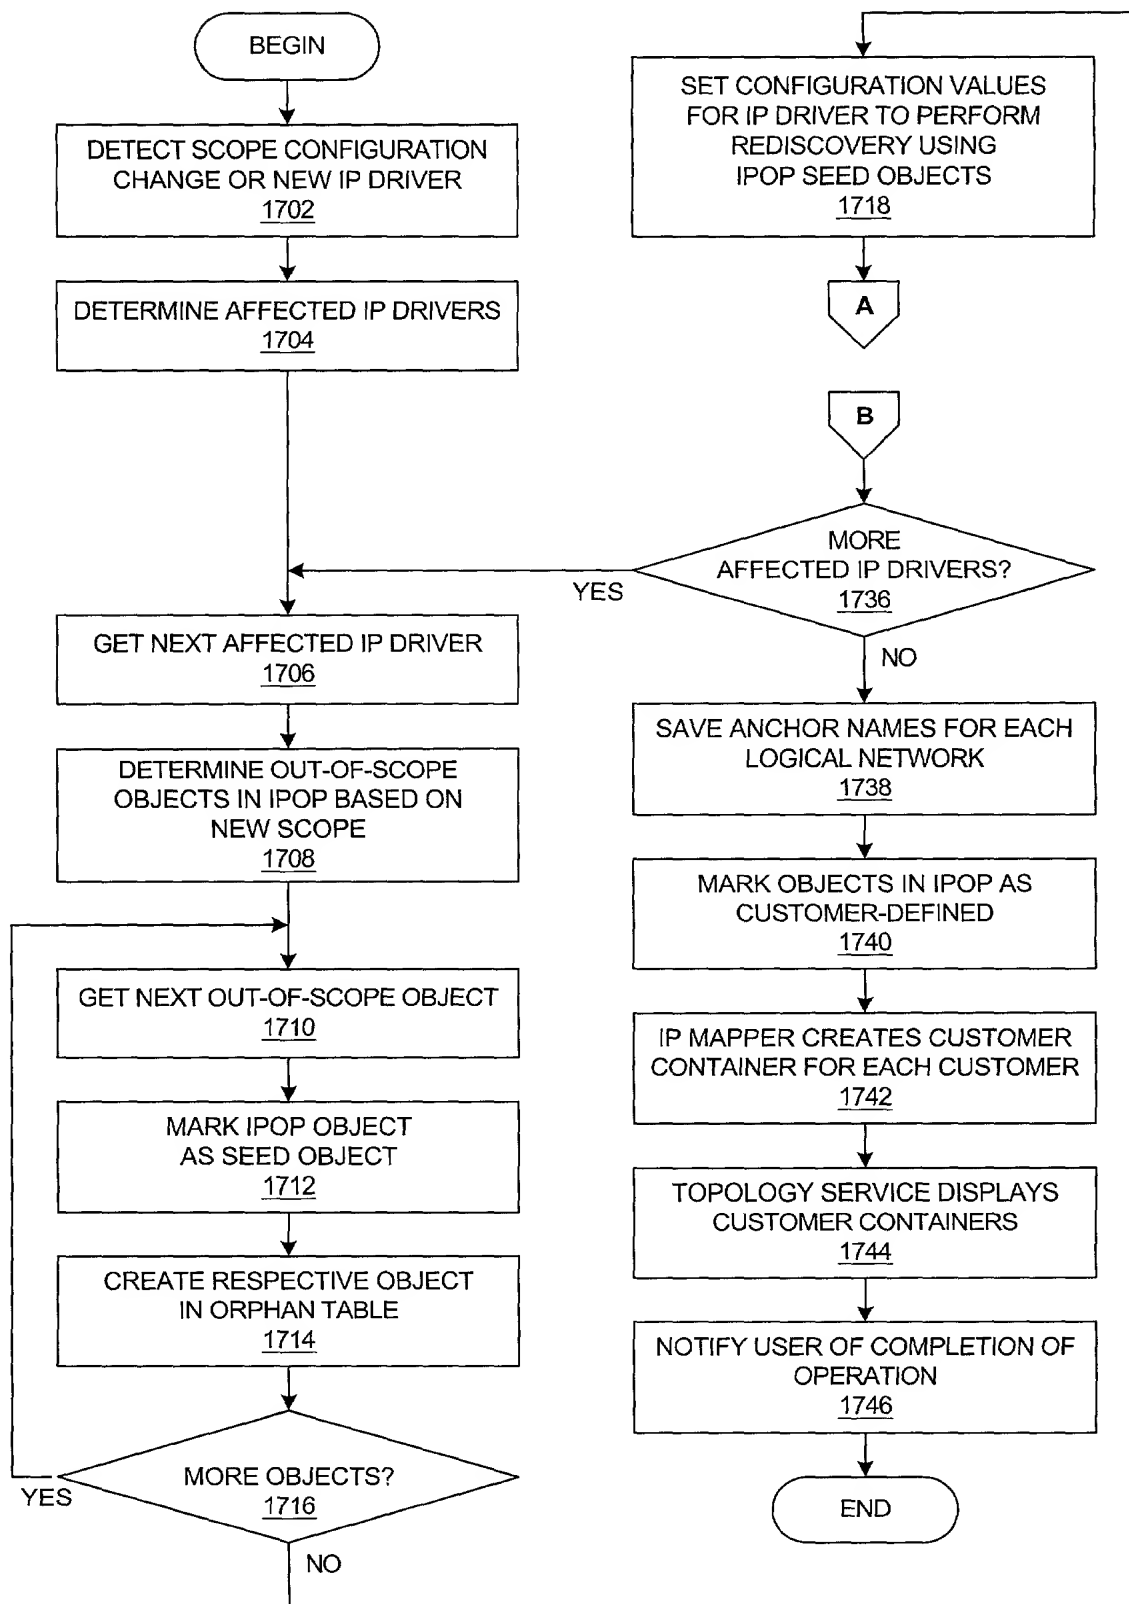 BEGIN
DETECT SCOPE CONFIGURATION
CHANGE OR NEW IP DRIVER
1702
DETERMINE AFFECTED IP DRIVERS
1704
GET NEXT AFFECTED IP DRIVER
1706
DETERMINE OUT-OF-SCOPE
OBJECTS IN IPOP BASED ON
NEW SCOPE
1708
GET NEXT OUT-OF-SCOPE OBJECT
1710
MARK IPOP OBJECT
AS SEED OBJECT
1712
CREATE RESPECTIVE OBJECT
IN ORPHAN TABLE
1714
MORE OBJECTS?
1716
YES
NO
SET CONFIGURATION VALUES
FOR IP DRIVER TO PERFORM
REDISCOVERY USING
IPOP SEED OBJECTS
1718
A
B
MORE
AFFECTED IP DRIVERS?
1736
YES
NO
SAVE ANCHOR NAMES FOR EACH
LOGICAL NETWORK
1738
MARK OBJECTS IN IPOP AS
CUSTOMER-DEFINED
1740
IP MAPPER CREATES CUSTOMER
CONTAINER FOR EACH CUSTOMER
1742
TOPOLOGY SERVICE DISPLAYS
CUSTOMER CONTAINERS
1744
NOTIFY USER OF COMPLETION OF
OPERATION
1746
END